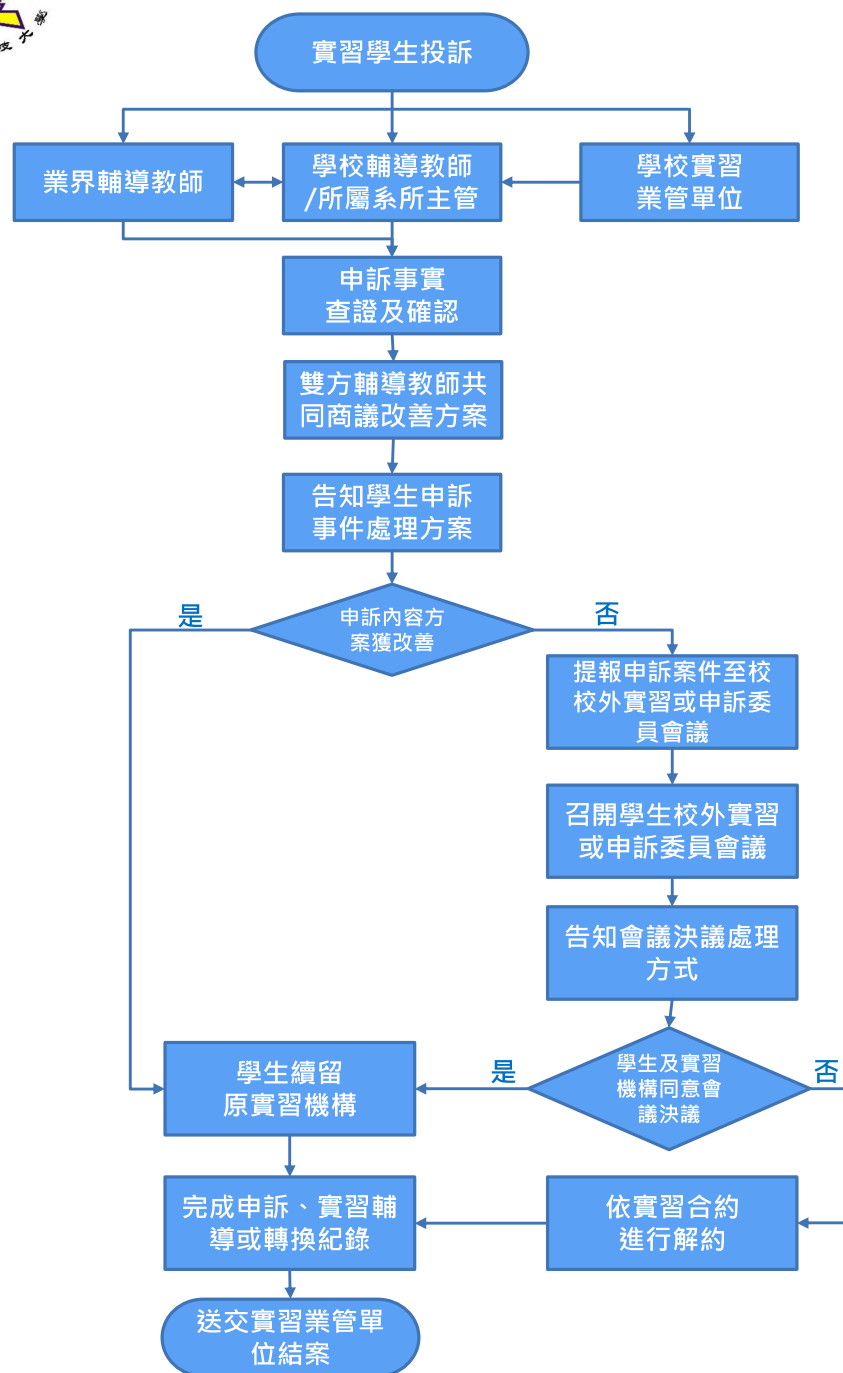 技大學
實習學生投訴
業界輔導教師
學校輔導教師
/所屬系所主管
學校實習
業管單位
申訴事實
查證及確認
雙方輔導教師共
同商議改善方案
告知學生申訴
事件處理方案
申訴內容方
案獲改善
是
否
提報申訴案件至校
校外實習或申訴委
員會議
召開學生校外實習
或申訴委員會議
告知會議決議處理
方式
學生及實習
機構同意會
議決議
是
否
學生續留
原實習機構
完成申訴、實習輔
導或轉換紀錄
依實習合約
進行解約
送交實習業管單
位結案